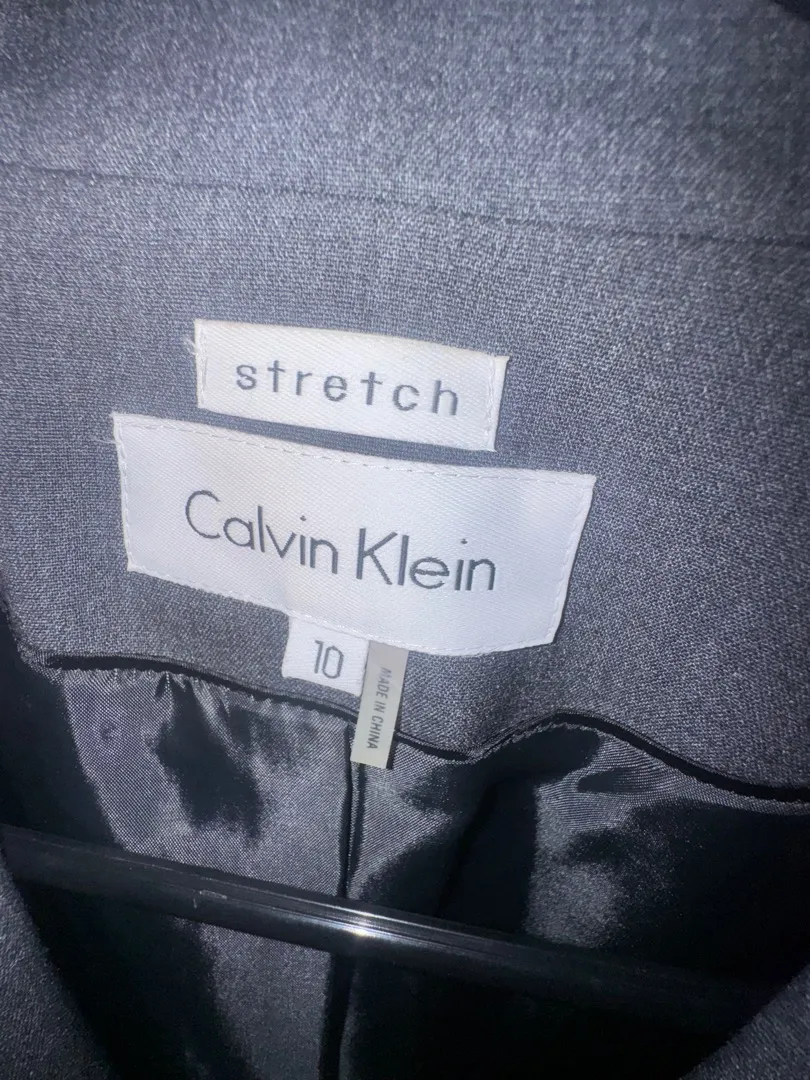 stretch
Calvin Klein
10
MADE IN CHINA